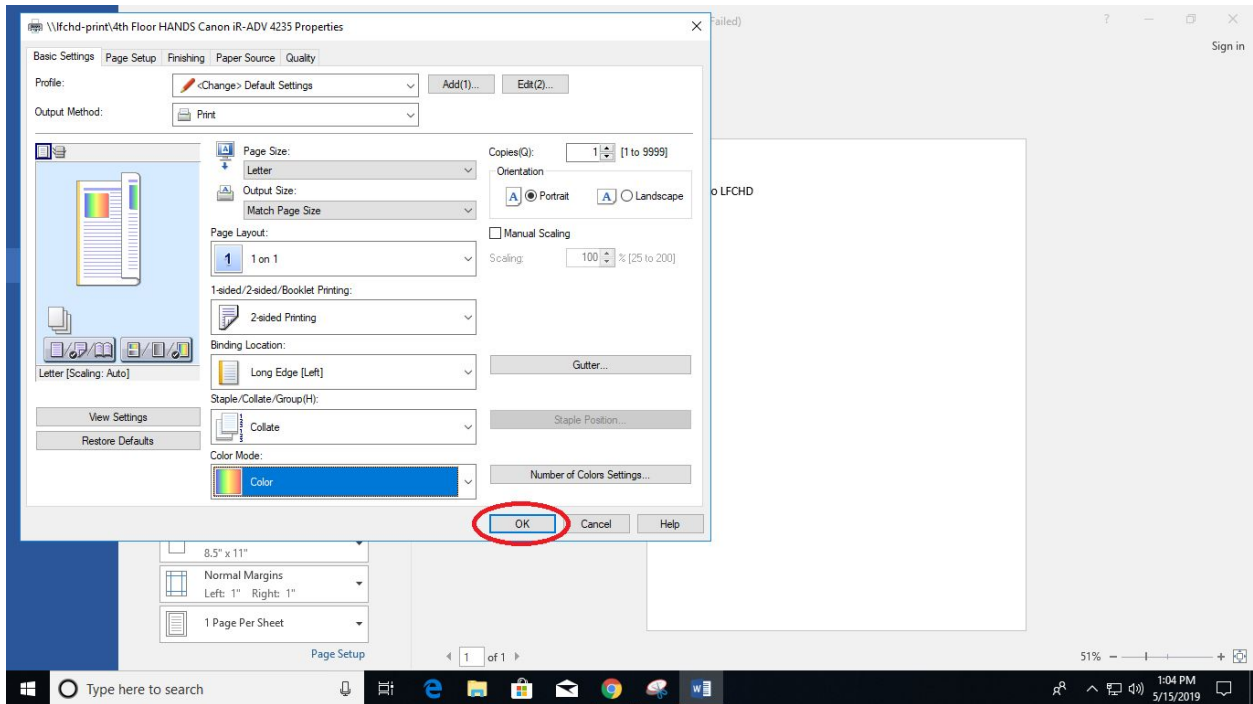 \\lfchd-print\4th Floor HANDS Canon iR-ADV 4235 Properties
Failed)
Sign in
Basic Settings Page Setup Finishing Paper Source Quality
Profile: <Change> Default Settings Add(1)... Edit(2)...
Output Method: Print
Page Size: Copies(Q): 1 [1 to 9999]
Letter Orientation
Output Size: A Portrait A Landscape
Match Page Size
o LFCHD
Page Layout: Manual Scaling
1 1 on 1 Scaling: 100 % [25 to 200]
1-sided/2-sided/Booklet Printing:
2-sided Printing
Binding Location:
Long Edge [Left] Gutter...
Letter [Scaling: Auto]
Staple/Collate/Group(H):
View Settings Collate Staple Position...
Restore Defaults
Color Mode:
Color Number of Colors Settings...
OK Cancel Help
8.5" x 11"
Normal Margins
Left: 1" Right: 1"
1 Page Per Sheet
Page Setup 1 of 1 51%
Type here to search
1:04 PM
5/15/2019